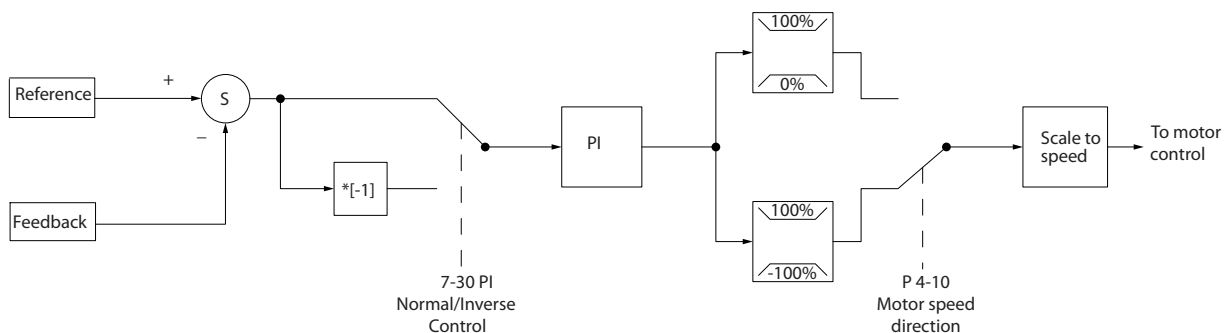 100%
0%
Reference
+
S
–
*[-1]
Feedback
7-30 PI
Normal/Inverse
Control
PI
100%
-100%
P 4-10
Motor speed
direction
Scale to
speed
To motor
control